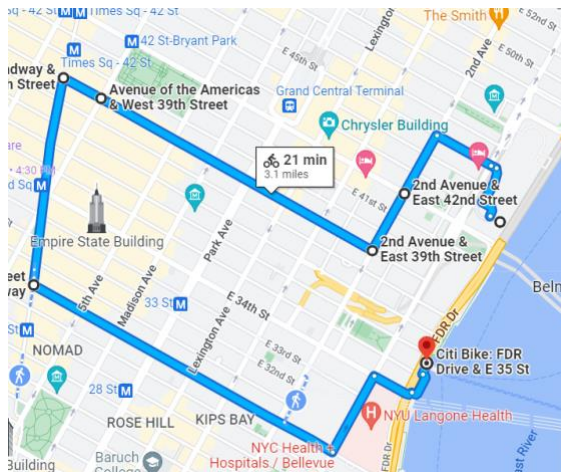 Times Sq - 42 St
The Smith
E 52nd St
42 St-Bryant Park
Times Sq - 42 St
E 45th St
Lexington
2nd Ave
E 50th St
Broadway &
Avenue of the Americas
& West 39th Street
Grand Central Terminal
Chrysler Building
21 min
3.1 miles
4:30 PM
E 41st St
2nd Avenue &
East 42nd Street
Empire State Building
Park Ave
2nd Avenue &
East 39th Street
5th Ave
Madison Ave
33 St
E 34th St
FDR Dr
NOMAD
Lexington Ave
E 33rd St
E 32nd St
Citi Bike: FDR
Drive & E 35 St
28 St
ROSE HILL
KIPS BAY
NYU Langone Health
NYC Health +
Hospitals / Bellevue
Baruch
FDR Dr
East River
Building